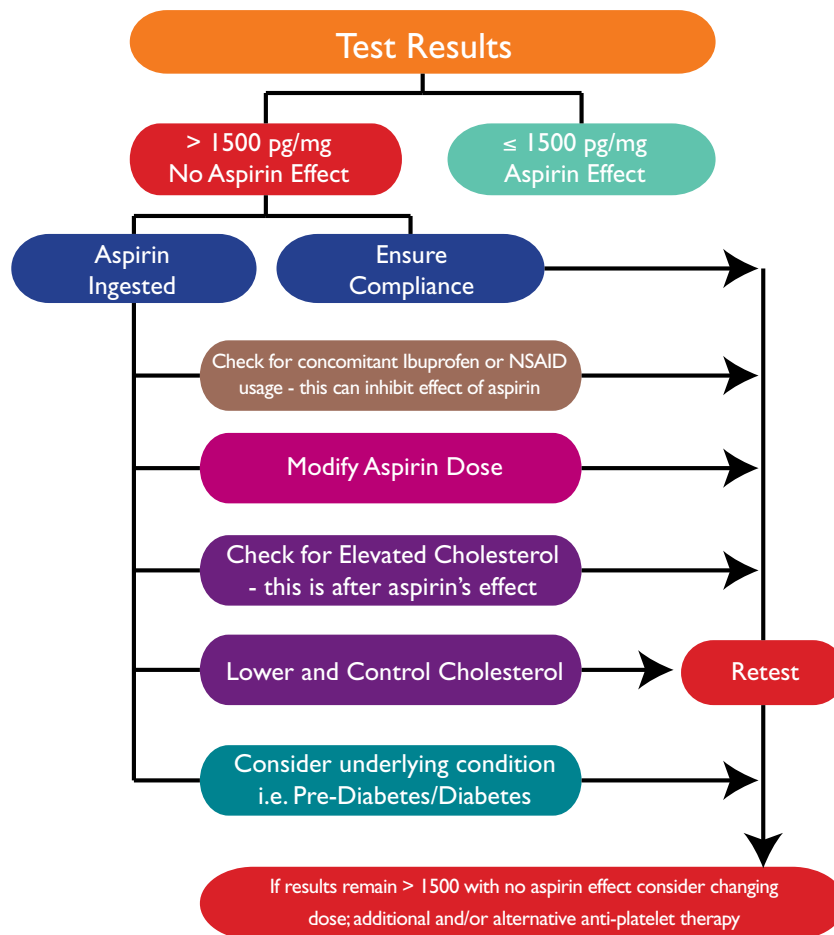 Test Results
> 1500 pg/mg
No Aspirin Effect
≤ 1500 pg/mg
Aspirin Effect
Aspirin
Ingested
Ensure
Compliance
Check for concomitant Ibuprofen or NSAID
usage - this can inhibit effect of aspirin
Modify Aspirin Dose
Check for Elevated Cholesterol
- this is after aspirin's effect
Lower and Control Cholesterol
Retest
Consider underlying condition
i.e. Pre-Diabetes/Diabetes
If results remain > 1500 with no aspirin effect consider changing
dose; additional and/or alternative anti-platelet therapy